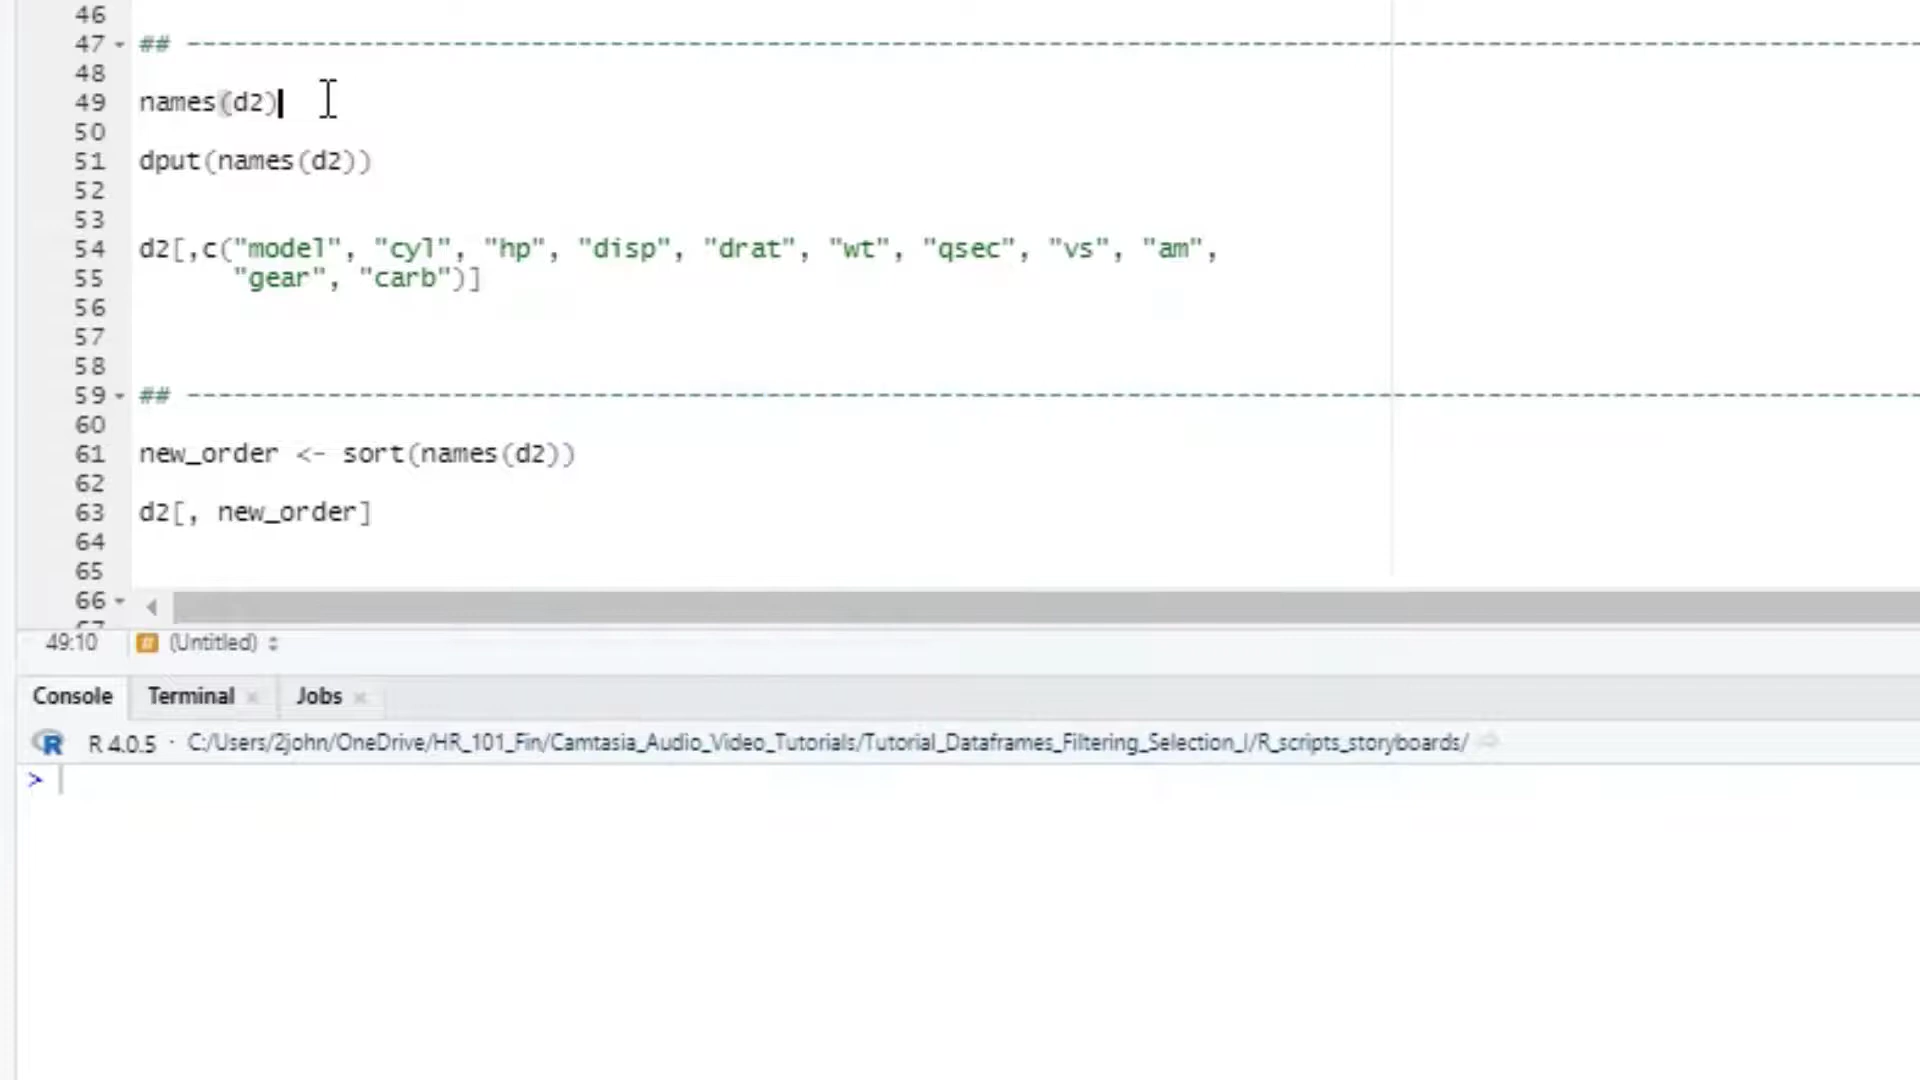 46
47 ## ----------------------------------------------------------------
48
49 names(d2)
50
51 dput(names(d2))
52
53
54 d2[,c("model", "cyl", "hp", "disp", "drat", "wt", "qsec", "vs", "am",
55 "gear", "carb")]
56
57
58
59 ## ----------------------------------------------------------------
60
61 new_order <- sort(names(d2))
62
63 d2[, new_order]
64
65
66
49:10 # (Untitled)
Console Terminal Jobs
R R 4.0.5 · C:/Users/2john/OneDrive/HR_101_Fin/Camtasia_Audio_Video_Tutorials/Tutorial_Dataframes_Filtering_Selection_I/R_scripts_storyboards/
>